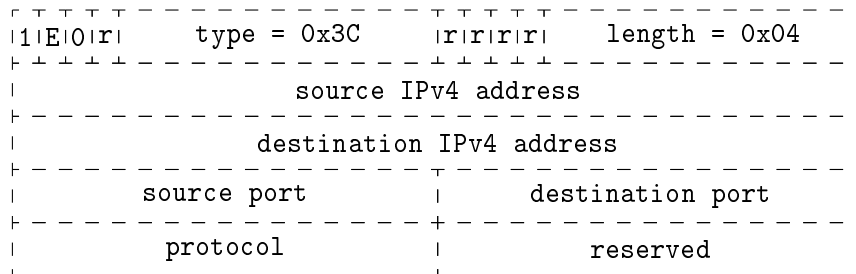 1 E 0 r type = 0x3C r r r r length = 0x04
source IPv4 address
destination IPv4 address
source port destination port
protocol reserved